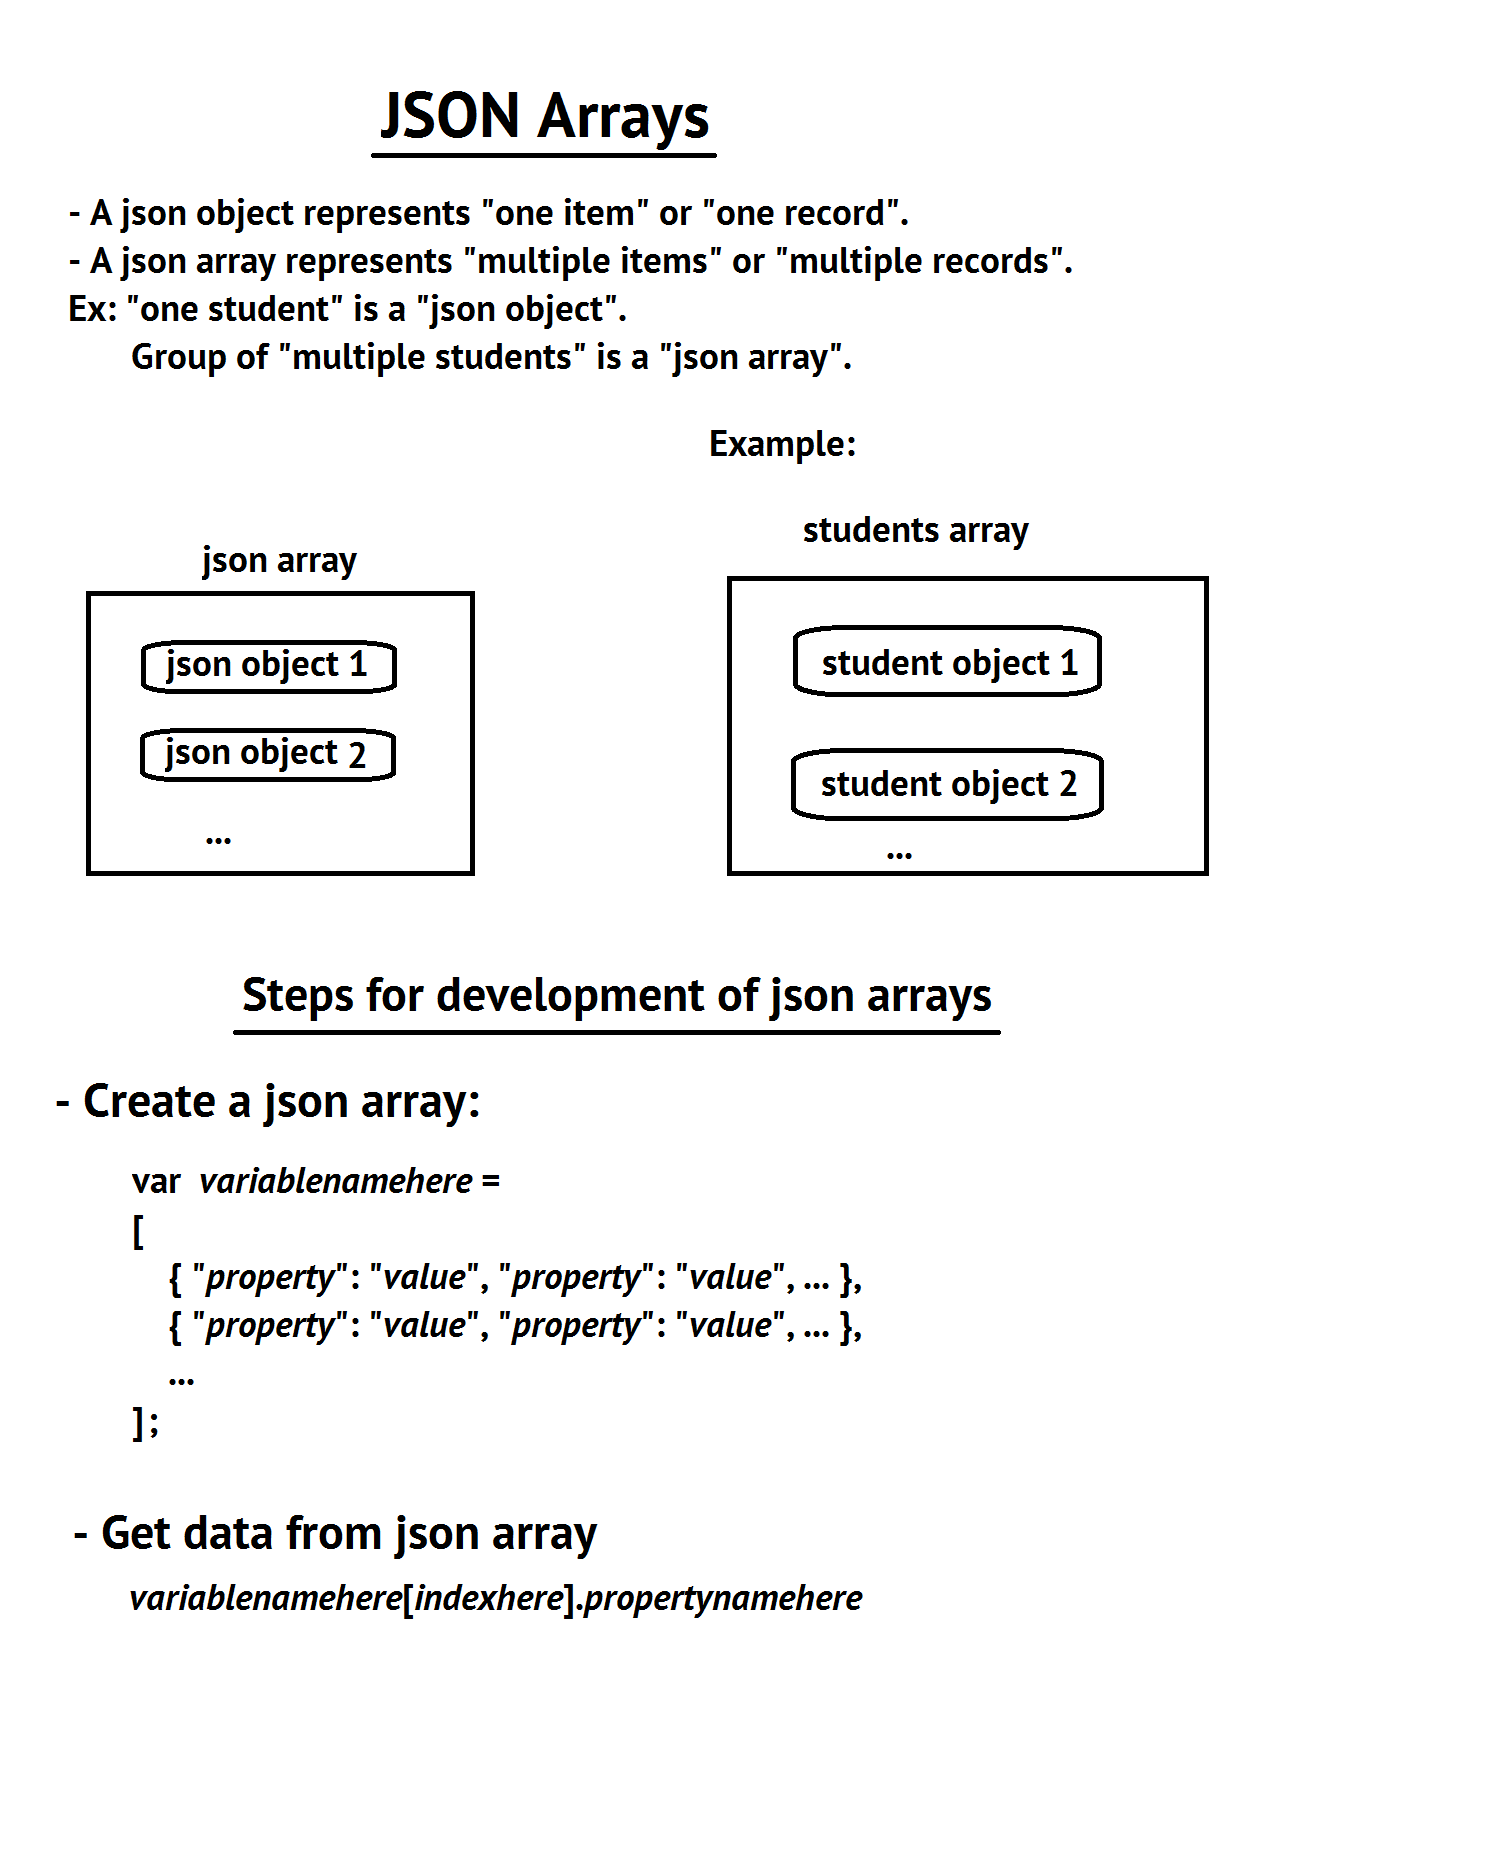 JSON Arrays
- A json object represents "one item" or "one record".
- A json array represents "multiple items" or "multiple records".
Ex: "one student" is a "json object".
Group of "multiple students" is a "json array".
Example:
json array
json object 1
json object 2
...
students array
student object 1
student object 2
...
Steps for development of json arrays
- Create a json array:
var variablenamehere =
[
{ "property": "value", "property": "value", ... },
{ "property": "value", "property": "value", ... },
...
];
- Get data from json array
variablenamehere[indexhere].propertynamehere